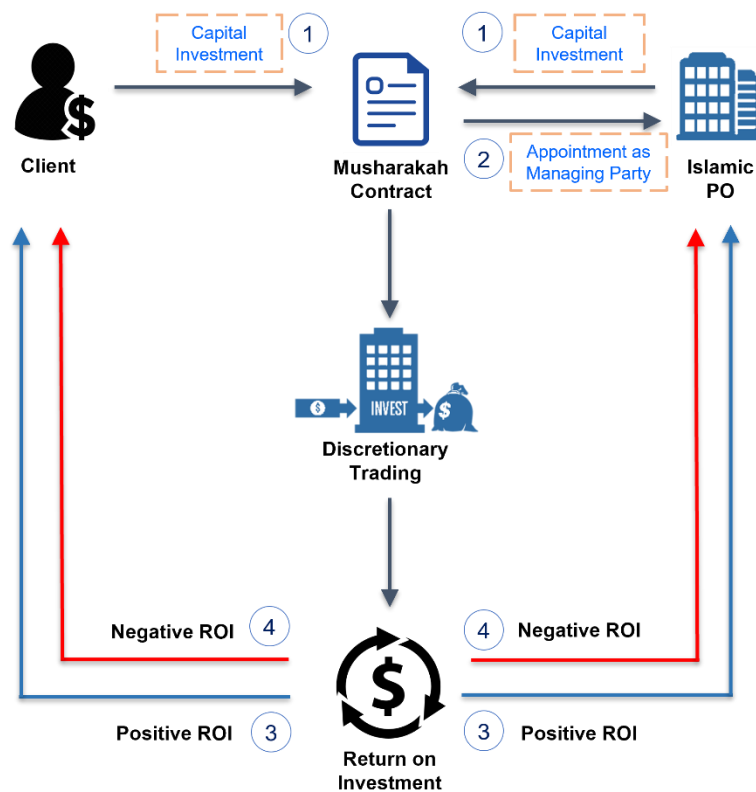 Capital
Investment
1
1
Capital
Investment
$
Client
Musharakah
Contract
2
Appointment as
Managing Party
Islamic
PO
$
INVEST
$
Discretionary
Trading
Negative ROI
4
4
Negative ROI
$
Positive ROI
3
3
Positive ROI
Return on
Investment